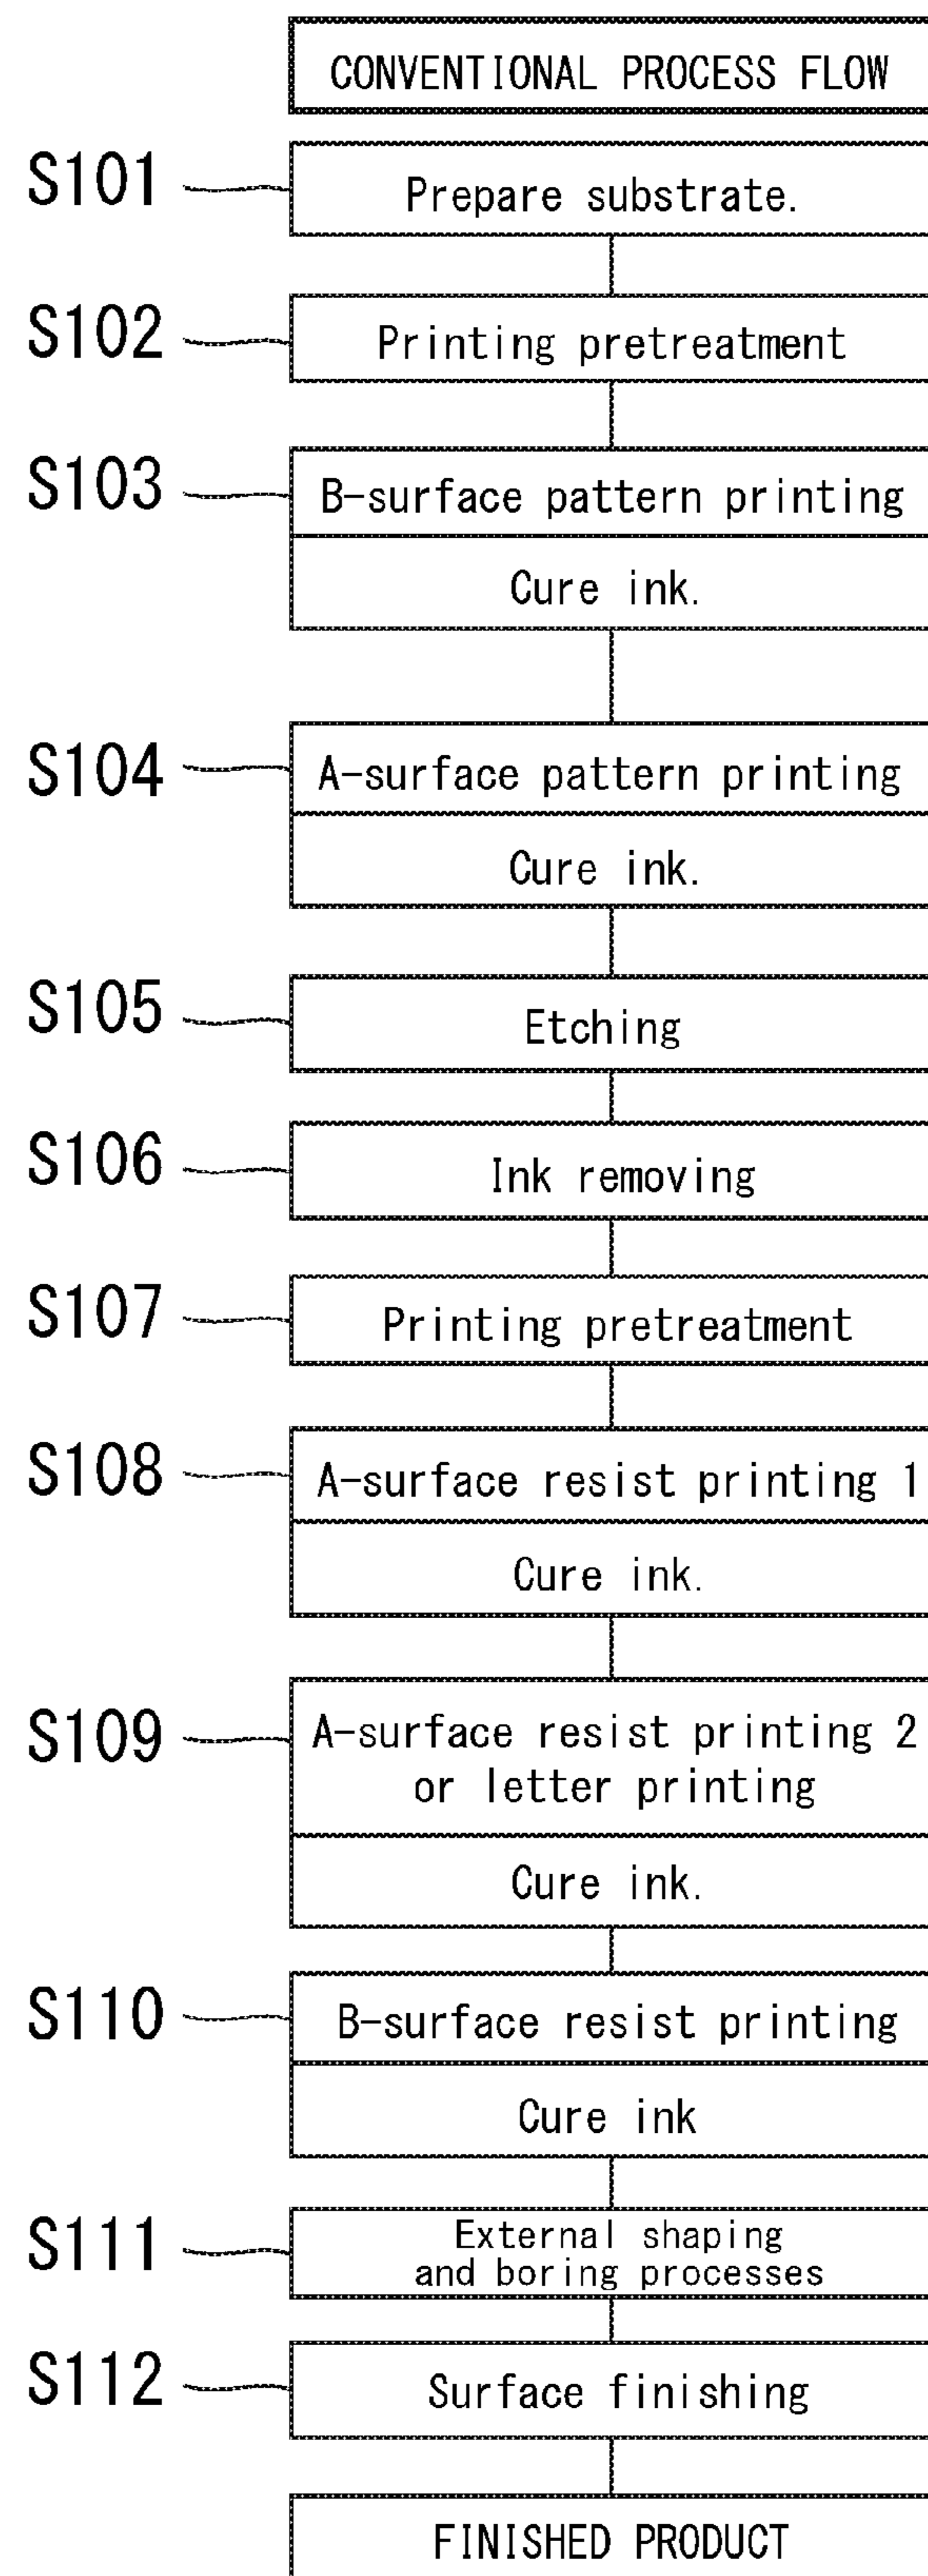 CONVENTIONAL PROCESS FLOW
S101
Prepare substrate.
S102
Printing pretreatment
S103
B-surface pattern printing
Cure ink.
S104
A-surface pattern printing
Cure ink.
S105
Etching
S106
Ink removing
S107
Printing pretreatment
S108
A-surface resist printing 1
Cure ink.
S109
A-surface resist printing 2
or letter printing
Cure ink.
S110
B-surface resist printing
Cure ink
S111
External shaping
and boring processes
S112
Surface finishing
FINISHED PRODUCT